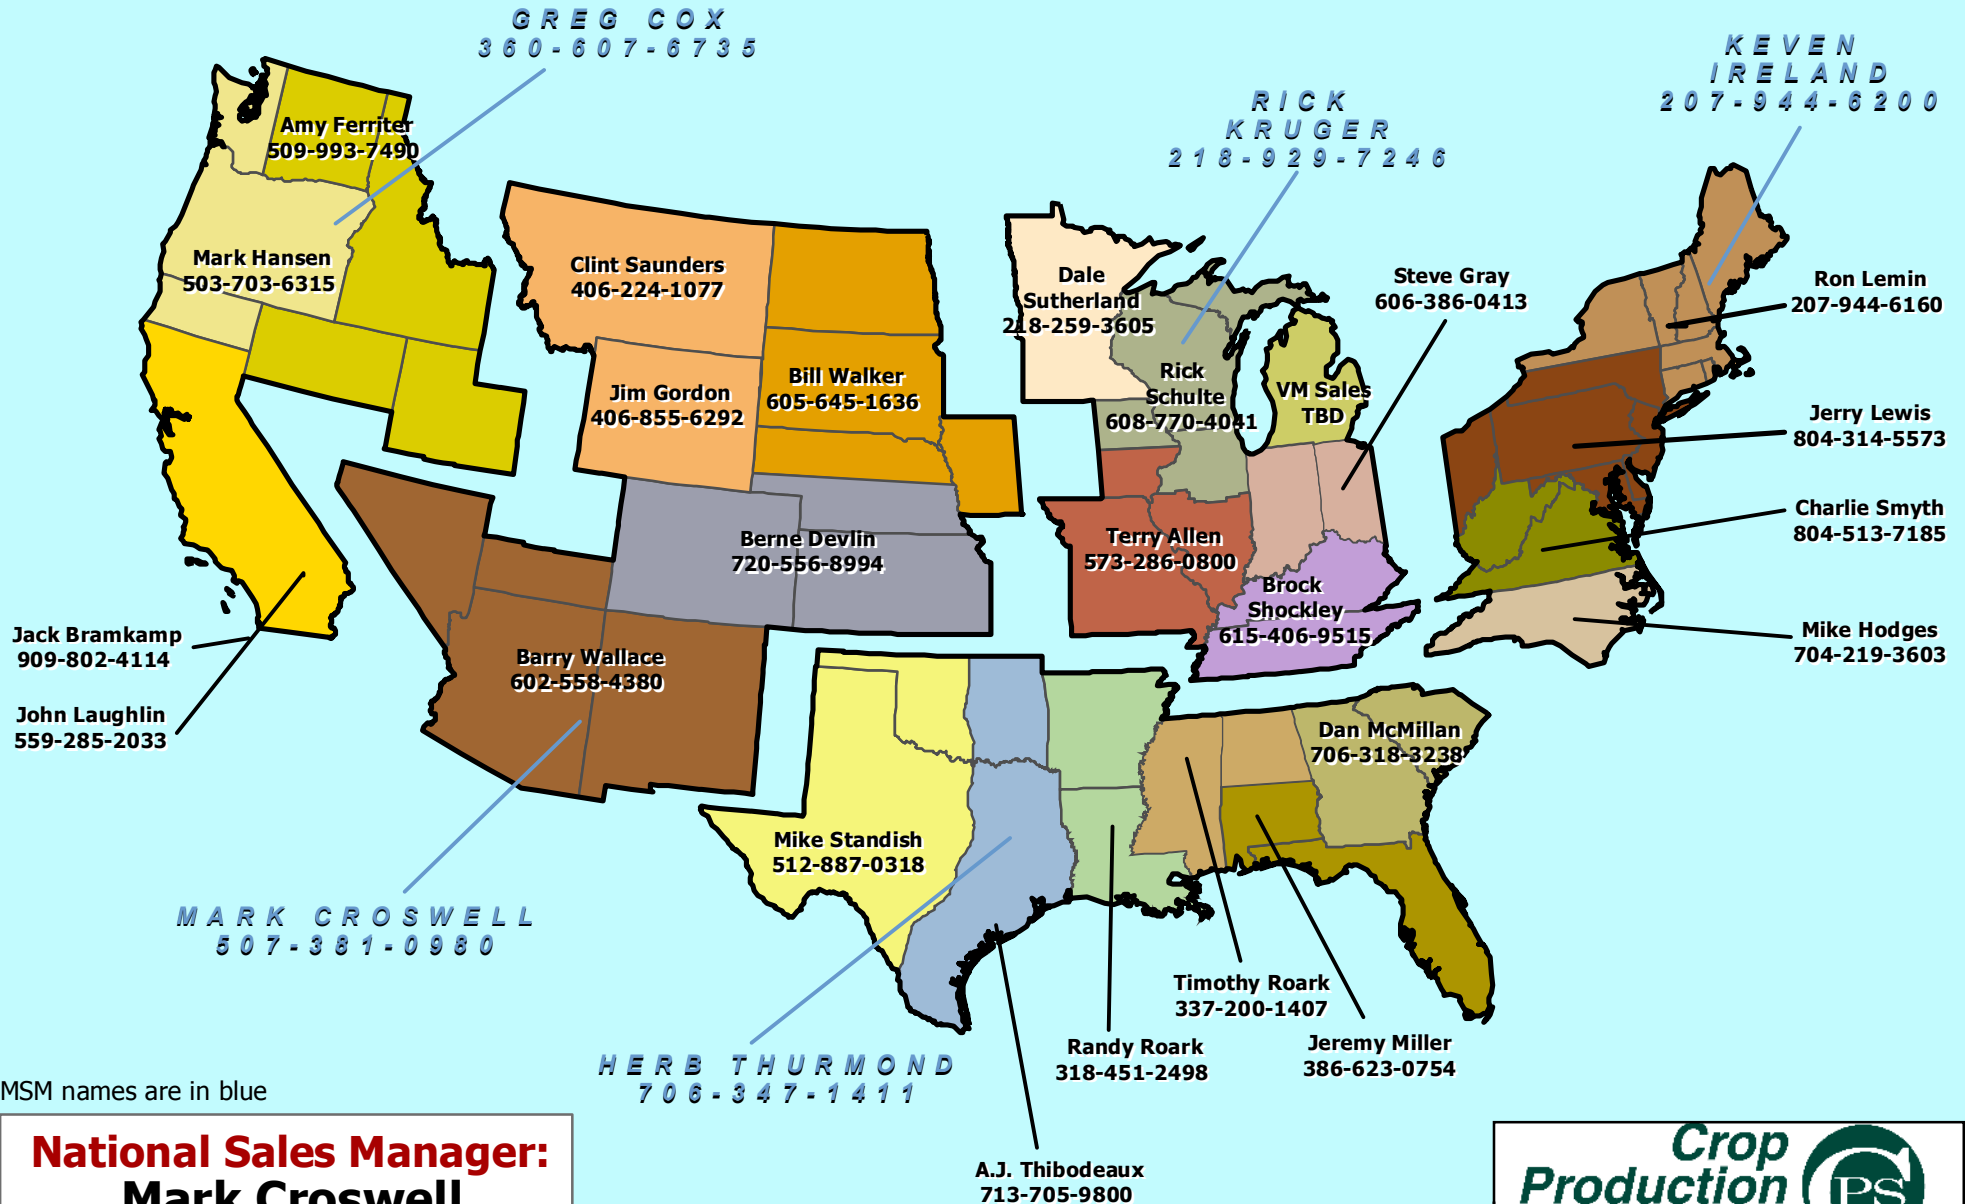 GREG COX
360-607-6735
KEVEN
IRELAND
207-944-6200
RICK
KRUGER
218-929-7246
Amy Ferriter
509-993-7490
Mark Hansen
503-703-6315
Clint Saunders
406-224-1077
Dale
Sutherland
218-259-3605
Steve Gray
606-386-0413
Ron Lemin
207-944-6160
Jim Gordon
406-855-6292
Bill Walker
605-645-1636
Rick
Schulte
608-770-4041
VM Sales
TBD
Jerry Lewis
804-314-5573
Charlie Smyth
804-513-7185
Berne Devlin
720-556-8994
Terry Allen
573-286-0800
Brock
Shockley
615-406-9515
Mike Hodges
704-219-3603
Jack Bramkamp
909-802-4114
Barry Wallace
602-558-4380
John Laughlin
559-285-2033
Dan McMillan
706-318-3238
Mike Standish
512-887-0318
MARK CROSWELL
507-381-0980
Timothy Roark
337-200-1407
Randy Roark
318-451-2498
Jeremy Miller
386-623-0754
HERB THURMOND
706-347-1411
A.J. Thibodeaux
713-705-9800
MSM names are in blue
National Sales Manager:
Mark Croswell
Crop
Production
PS